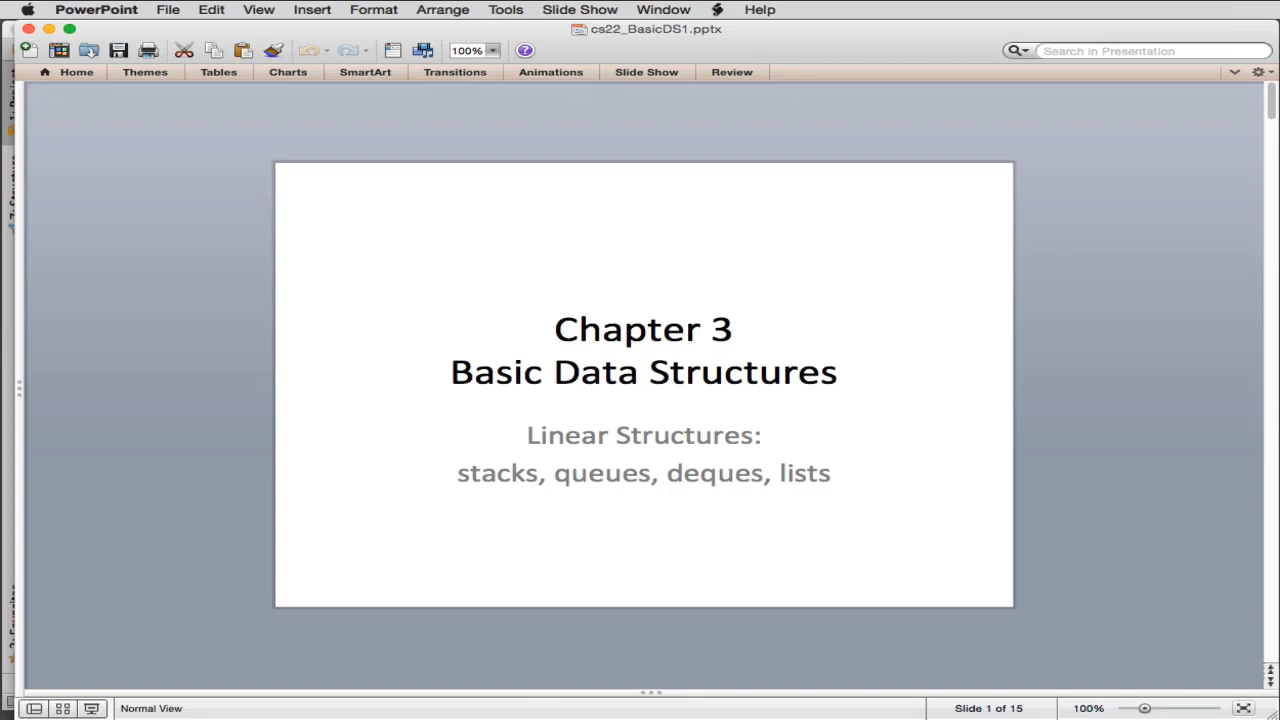 PowerPoint File Edit View Insert Format Arrange Tools Slide Show Window Help
cs22_BasicDS1.pptx
100% Search in Presentation
Home Themes Tables Charts SmartArt Transitions Animations Slide Show Review
Chapter 3
Basic Data Structures
Linear Structures:
stacks, queues, deques, lists
Normal View Slide 1 of 15 100%